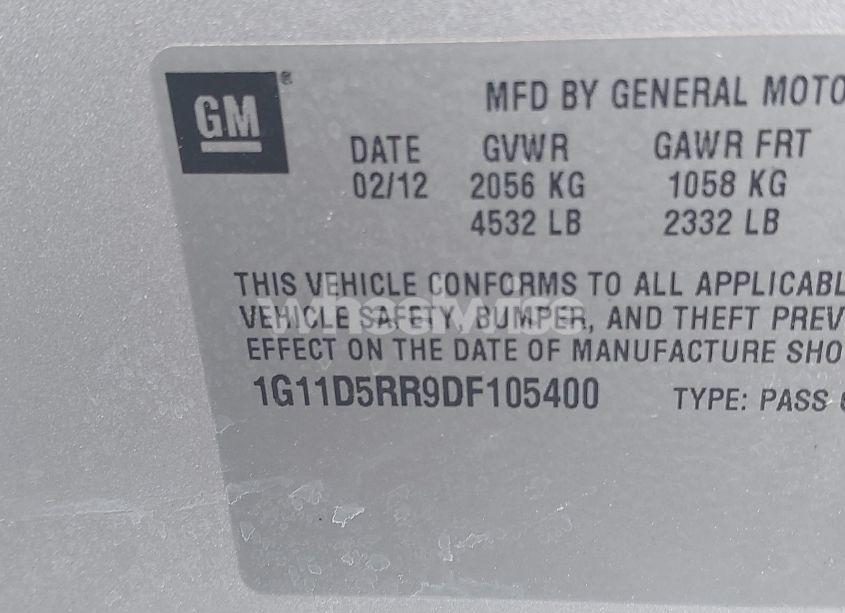 GM ®
MFD BY GENERAL MOTO
DATE GVWR GAWR FRT
02/12 2056 KG 1058 KG
4532 LB 2332 LB
THIS VEHICLE CONFORMS TO ALL APPLICABL
wheelwise
VEHICLE SAFETY, BUMPER, AND THEFT PREV
EFFECT ON THE DATE OF MANUFACTURE SHO
1G11D5RR9DF105400 TYPE: PASS